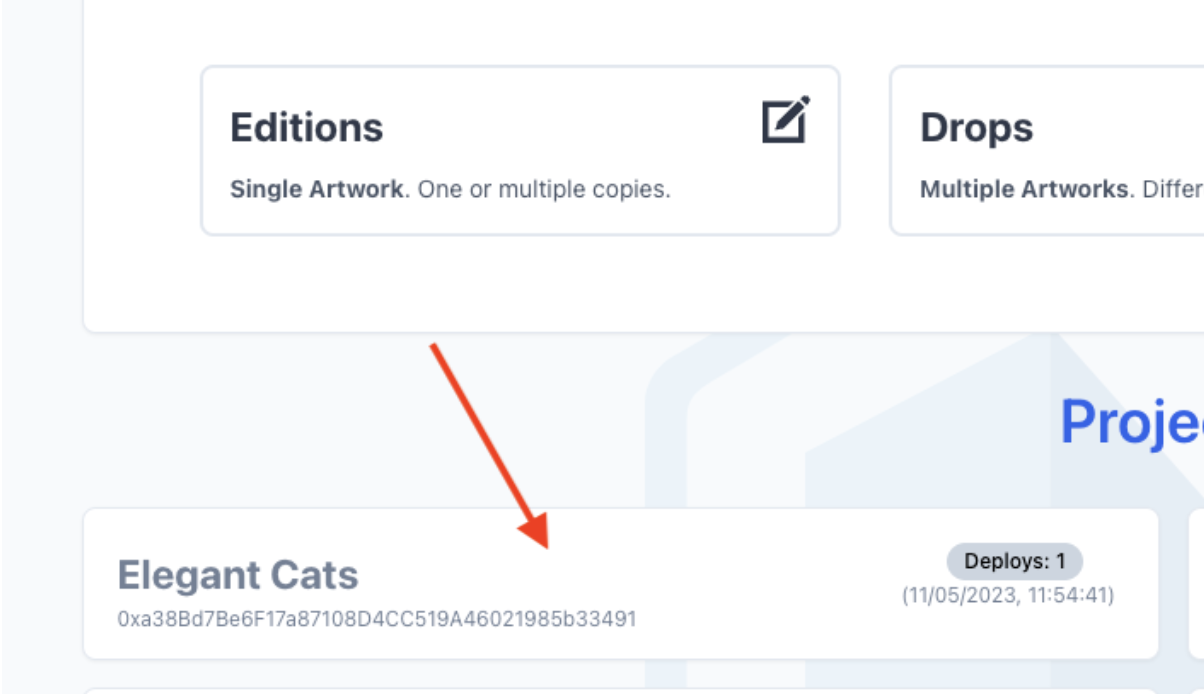 Editions
Single Artwork. One or multiple copies.
Drops
Multiple Artworks. Differ
Proje
Elegant Cats
0xa38Bd7Be6F17a87108D4CC519A46021985b33491
Deploys: 1
(11/05/2023, 11:54:41)